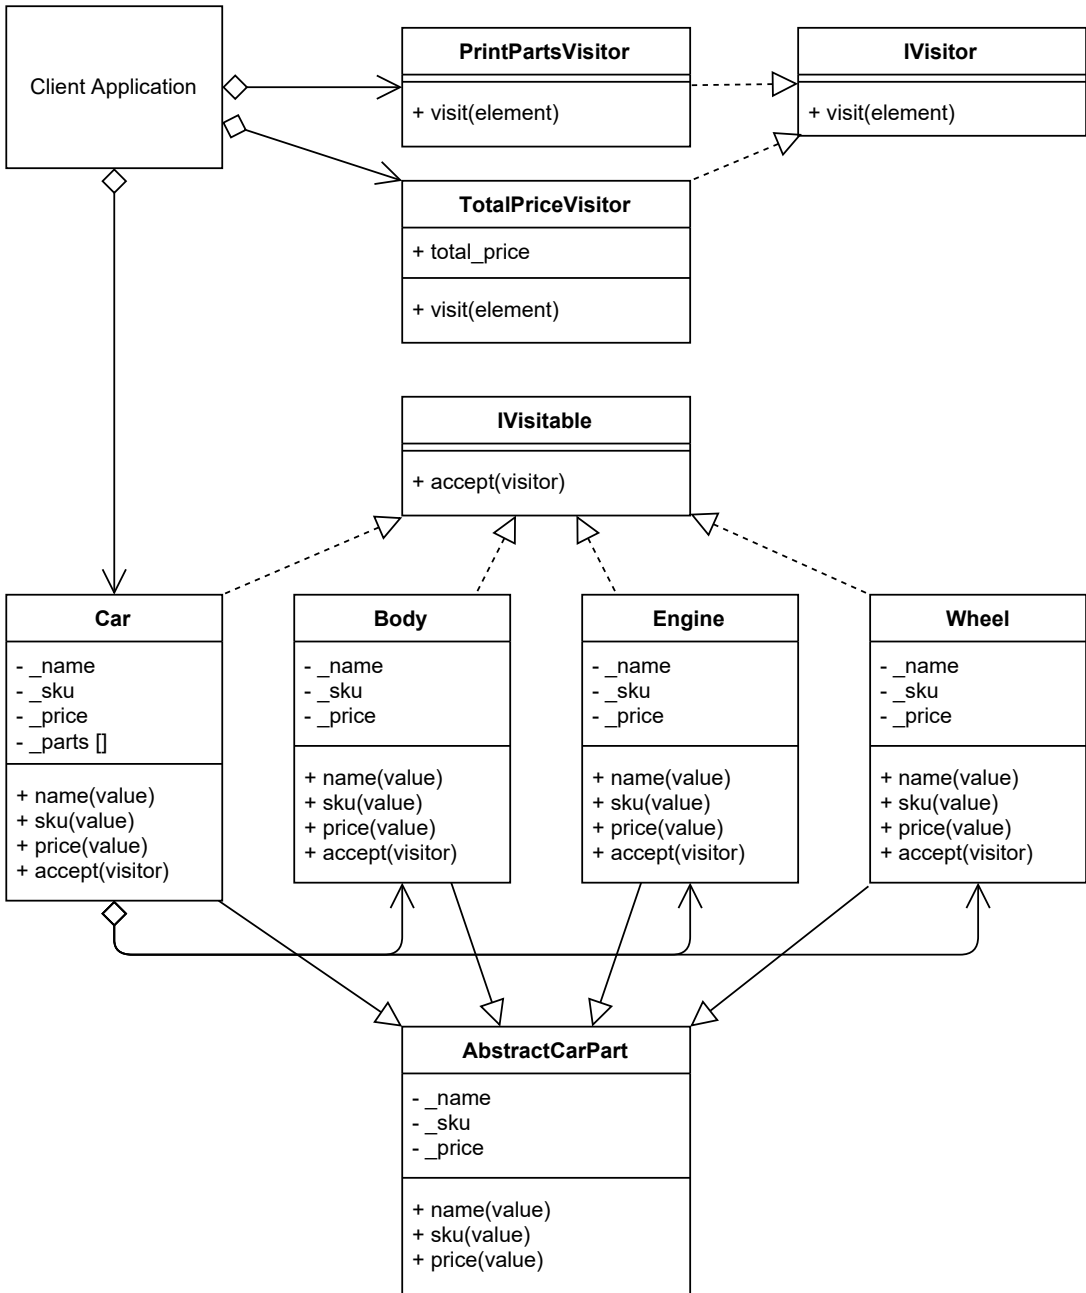 Client Application
PrintPartsVisitor
+ visit(element)
IVisitor
+ visit(element)
TotalPriceVisitor
+ total_price
+ visit(element)
IVisitable
+ accept(visitor)
Car
- _name
- _sku
- _price
- _parts []
+ name(value)
+ sku(value)
+ price(value)
+ accept(visitor)
Body
- _name
- _sku
- _price
+ name(value)
+ sku(value)
+ price(value)
+ accept(visitor)
Engine
- _name
- _sku
- _price
+ name(value)
+ sku(value)
+ price(value)
+ accept(visitor)
Wheel
- _name
- _sku
- _price
+ name(value)
+ sku(value)
+ price(value)
+ accept(visitor)
AbstractCarPart
- _name
- _sku
- _price
+ name(value)
+ sku(value)
+ price(value)